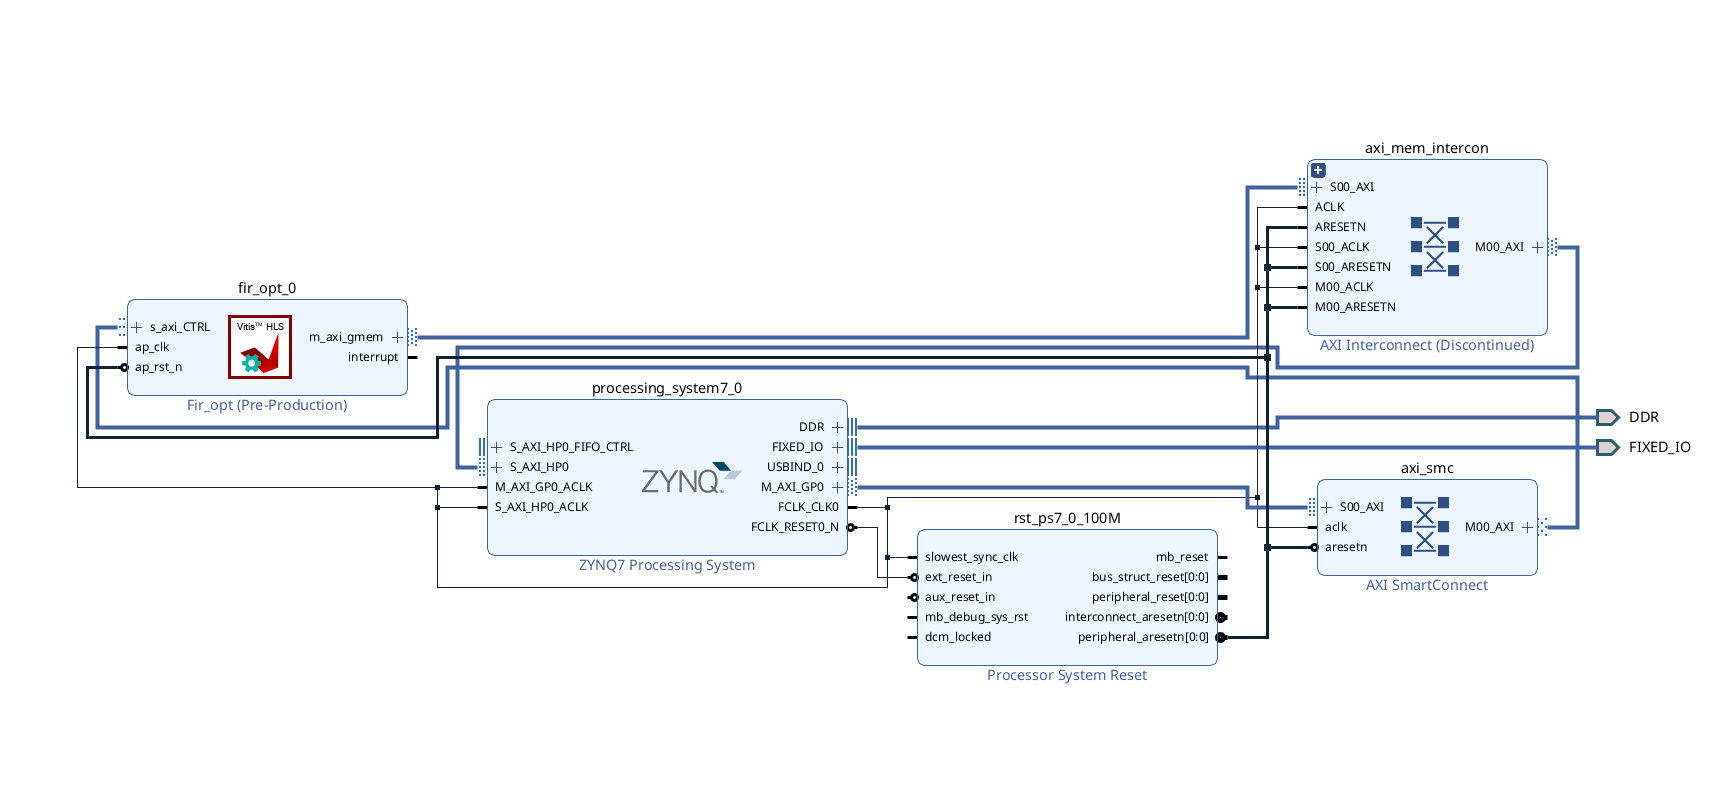 axi_mem_intercon
S00_AXI
ACLK
ARESETN
S00_ACLK
M00_AXI
S00_ARESETN
M00_ACLK
M00_ARESETN
AXI Interconnect (Discontinued)
fir_opt_0
s_axi_CTRL
Vitis™ HLS
m_axi_gmem
ap_clk
interrupt
ap_rst_n
Fir_opt (Pre-Production)
processing_system7_0
DDR
S_AXI_HP0_FIFO_CTRL
FIXED_IO
S_AXI_HP0
USBIND_0
ZYNQ™
M_AXI_GP0_ACLK
M_AXI_GP0
S_AXI_HP0_ACLK
FCLK_CLK0
FCLK_RESET0_N
ZYNQ7 Processing System
DDR
FIXED_IO
axi_smc
S00_AXI
aclk
M00_AXI
aresetn
AXI SmartConnect
rst_ps7_0_100M
slowest_sync_clk
mb_reset
ext_reset_in
bus_struct_reset[0:0]
aux_reset_in
peripheral_reset[0:0]
mb_debug_sys_rst
interconnect_aresetn[0:0]
dcm_locked
peripheral_aresetn[0:0]
Processor System Reset